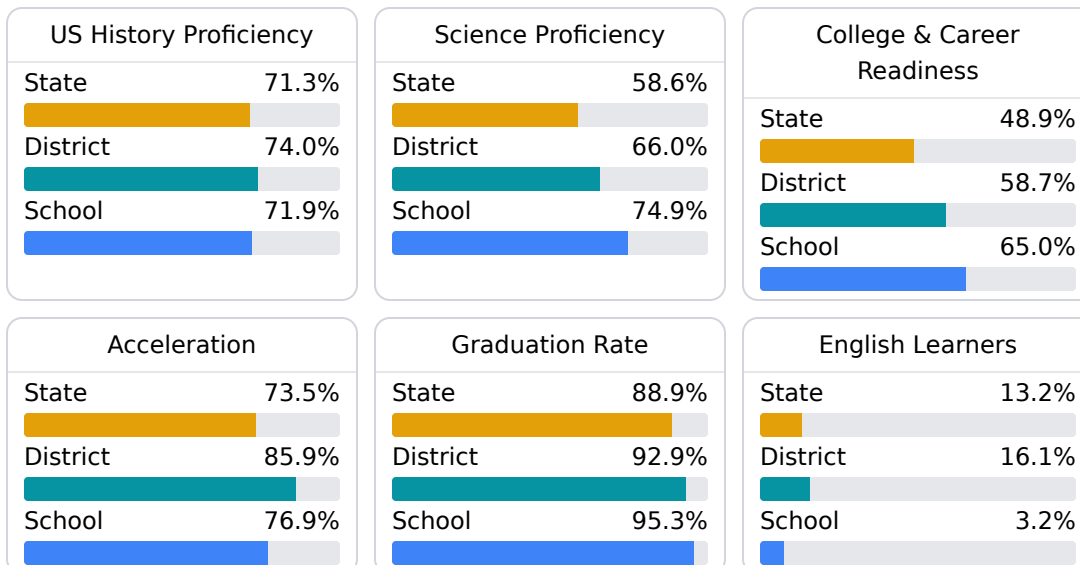 US History Proficiency
State 71.3%
District 74.0%
School 71.9%
Science Proficiency
State 58.6%
District 66.0%
School 74.9%
College & Career
Readiness
State 48.9%
District 58.7%
School 65.0%
Acceleration
State 73.5%
District 85.9%
School 76.9%
Graduation Rate
State 88.9%
District 92.9%
School 95.3%
English Learners
State 13.2%
District 16.1%
School 3.2%